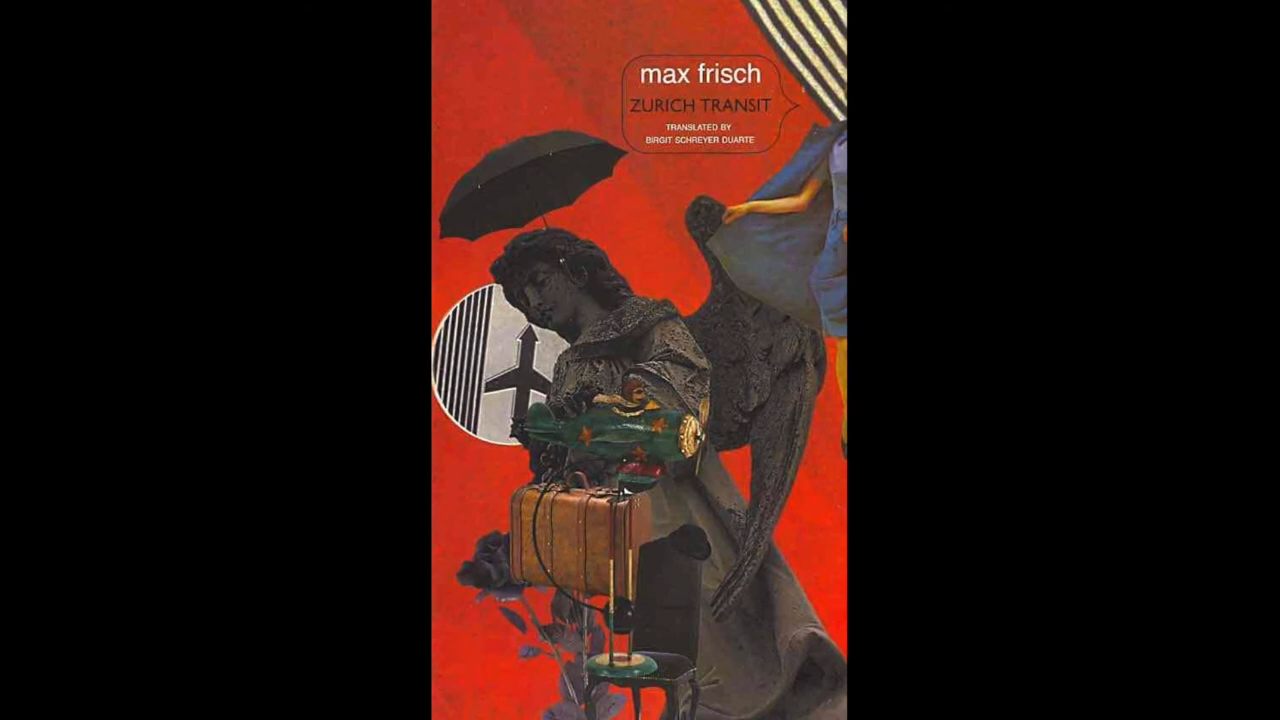 max frisch
ZURICH TRANSIT
TRANSLATED BY
BIRGIT SCHREYER DUARTE